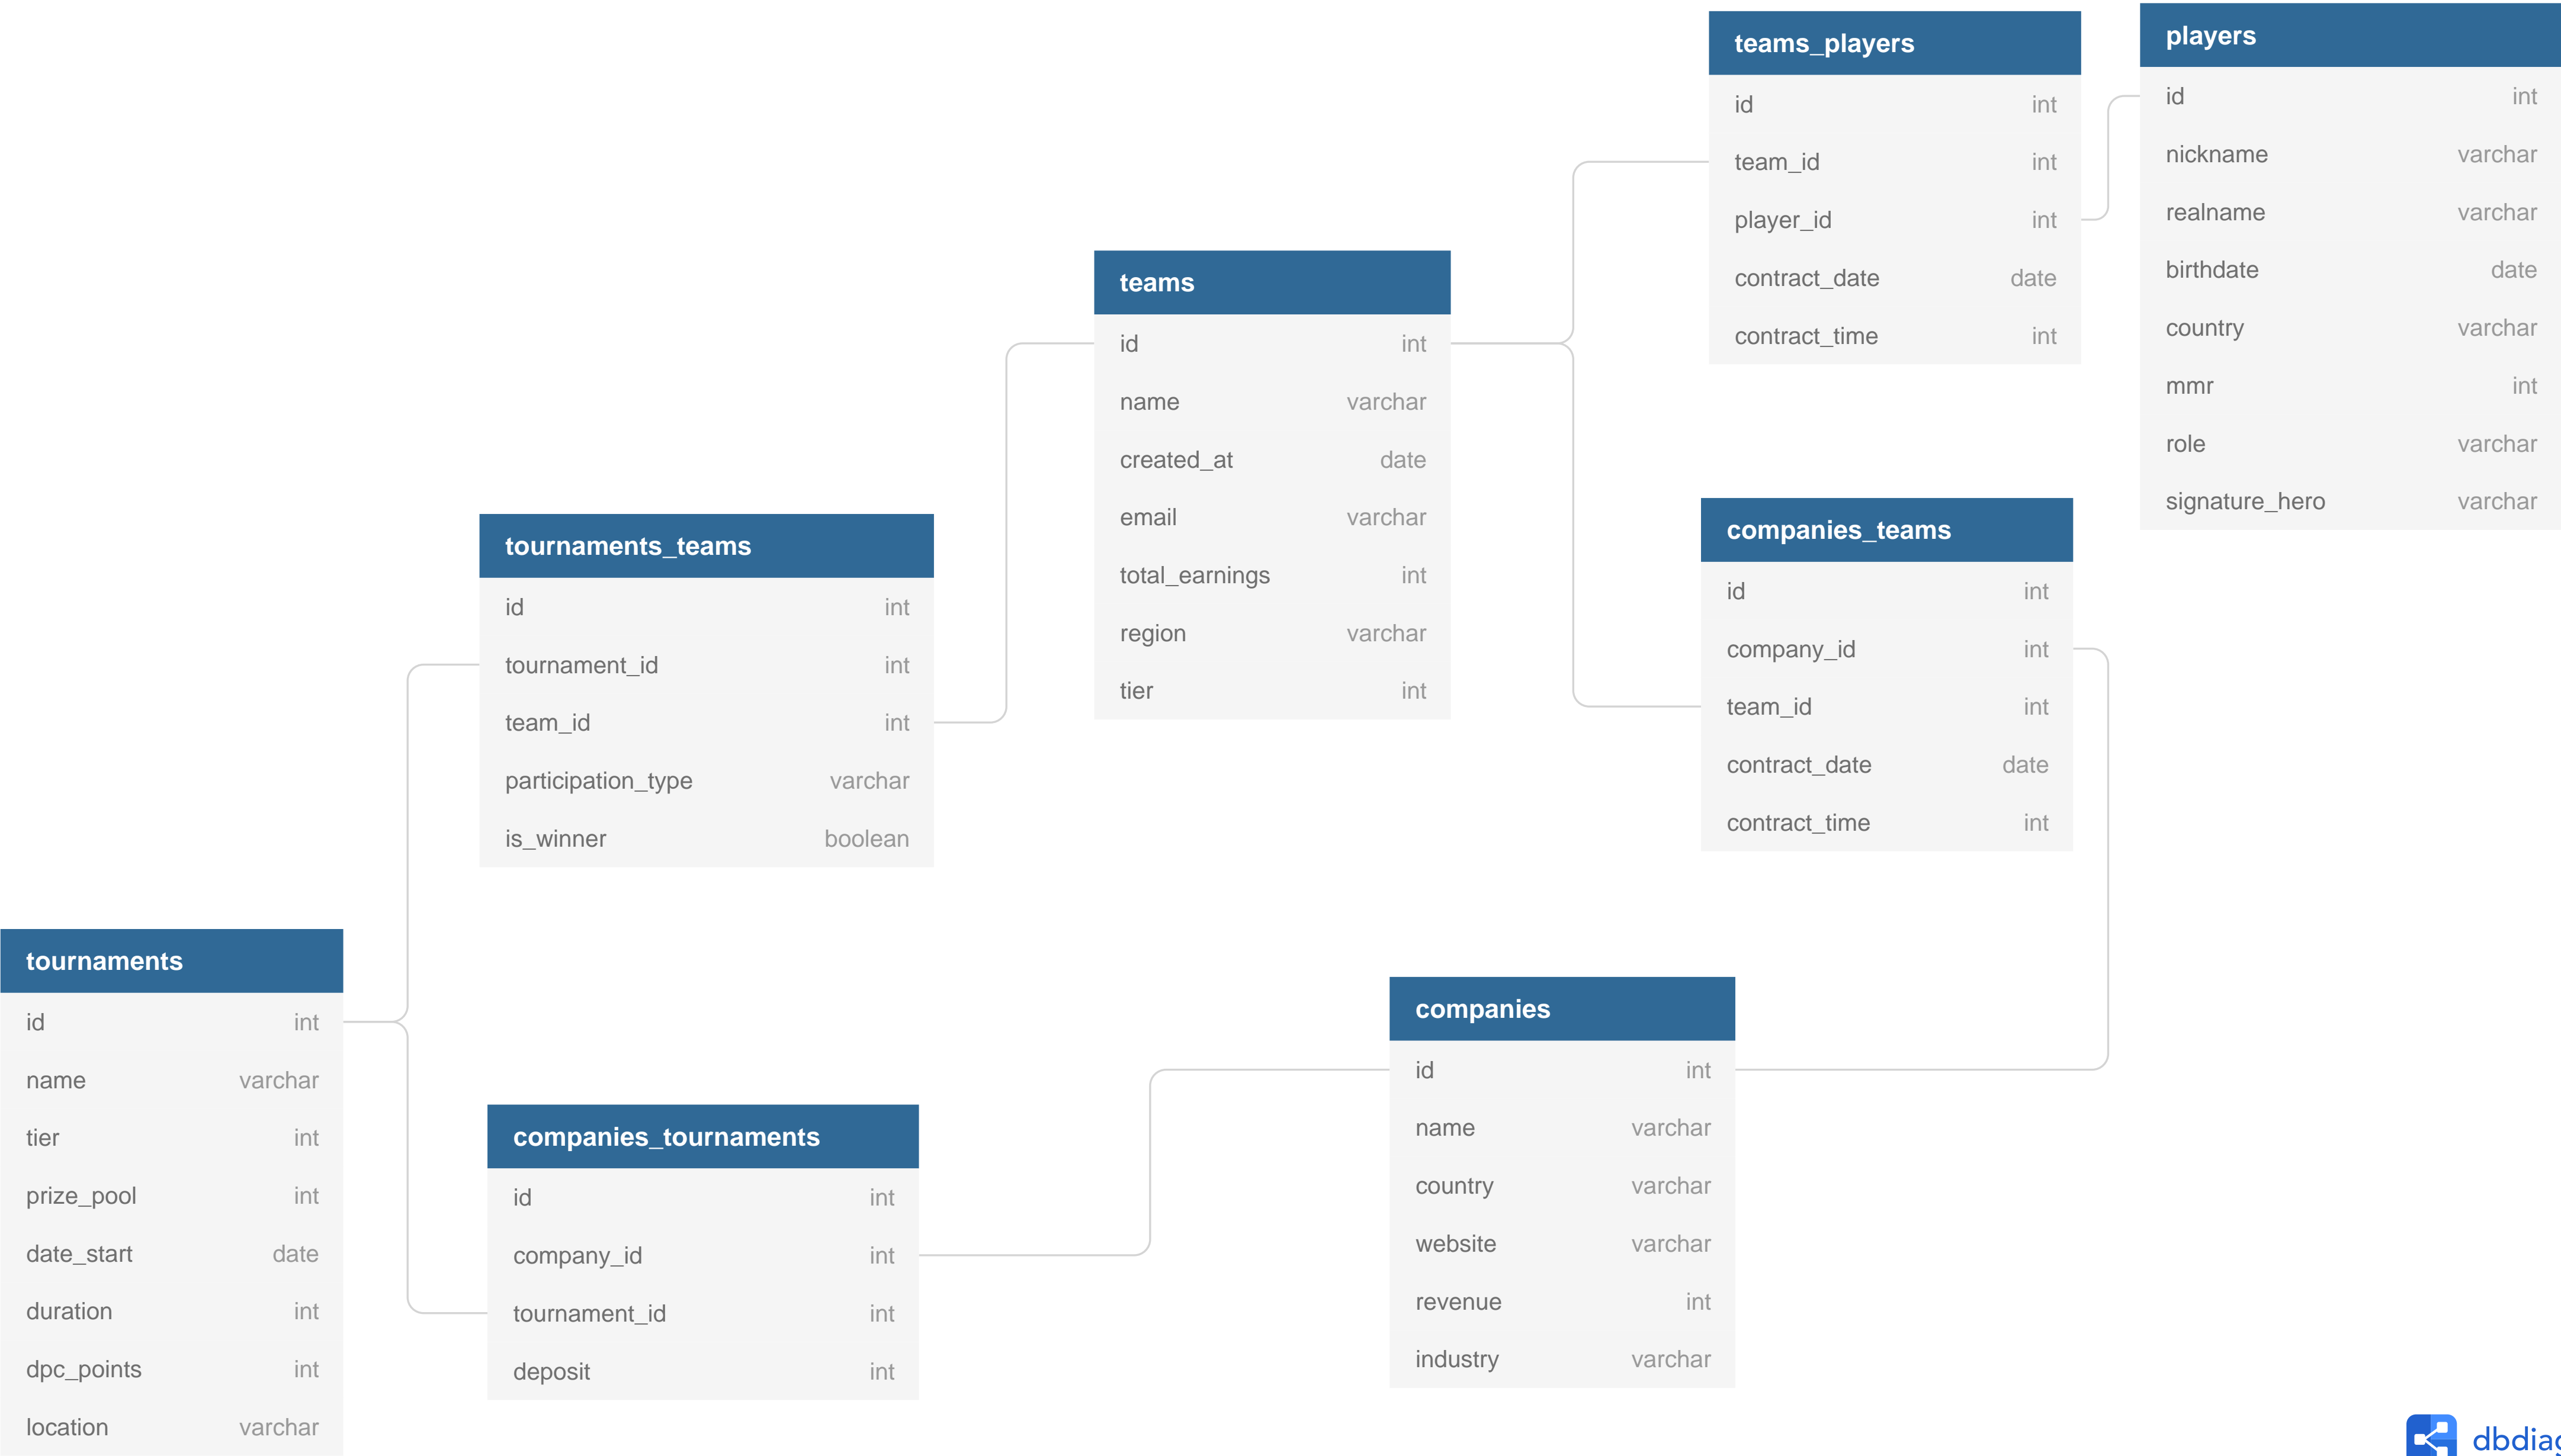 teams_players
id int
team_id int
player_id int
contract_date date
contract_time int
players
id int
nickname varchar
realname varchar
birthdate date
country varchar
mmr int
role varchar
signature_hero varchar
teams
id int
name varchar
created_at date
email varchar
total_earnings int
region varchar
tier int
companies_teams
id int
company_id int
team_id int
contract_date date
contract_time int
tournaments_teams
id int
tournament_id int
team_id int
participation_type varchar
is_winner boolean
tournaments
id int
name varchar
tier int
prize_pool int
date_start date
duration int
dpc_points int
location varchar
companies_tournaments
id int
company_id int
tournament_id int
deposit int
companies
id int
name varchar
country varchar
website varchar
revenue int
industry varchar